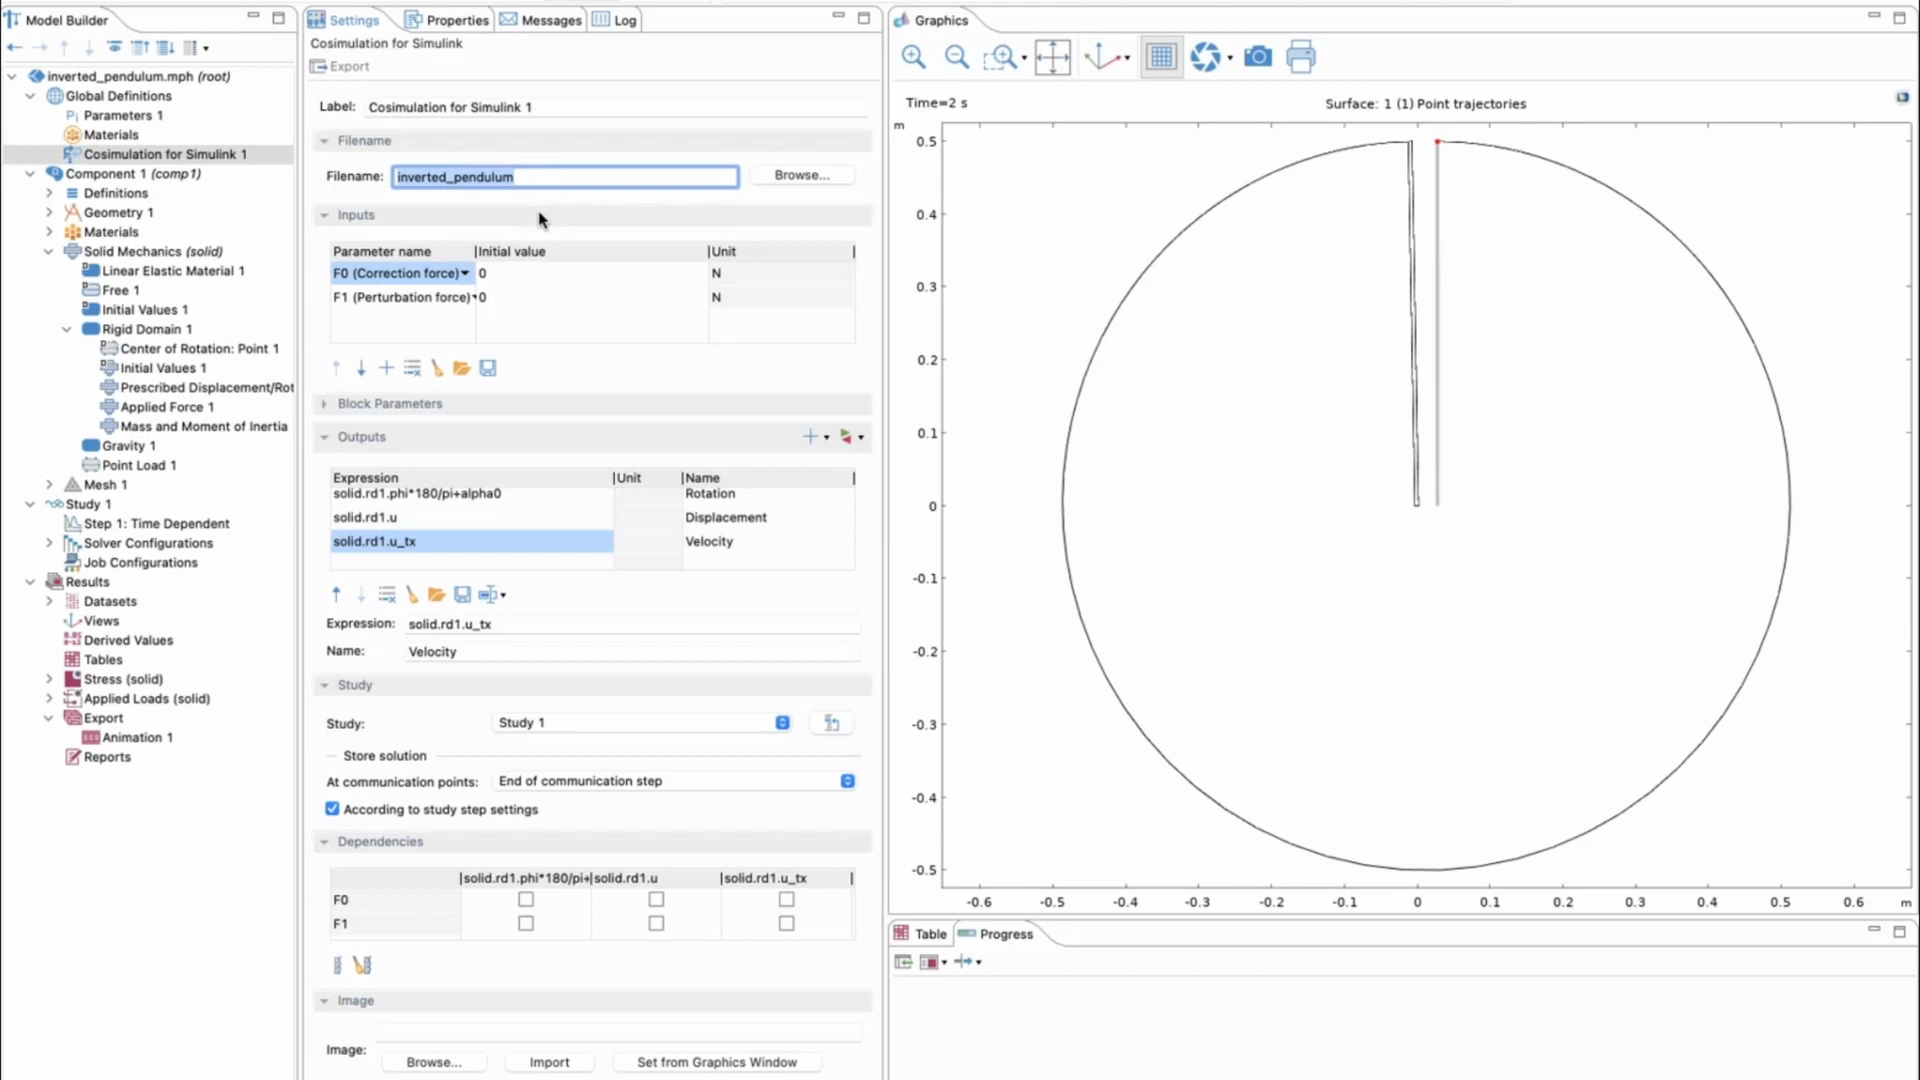 Model Builder
inverted_pendulum.mph (root)
Global Definitions
Parameters 1
Materials
Cosimulation for Simulink 1
Component 1 (comp1)
Definitions
Geometry 1
Materials
Solid Mechanics (solid)
Linear Elastic Material 1
Free 1
Initial Values 1
Rigid Domain 1
Center of Rotation: Point 1
Initial Values 1
Prescribed Displacement/Rot
Applied Force 1
Mass and Moment of Inertia
Gravity 1
Point Load 1
Mesh 1
Study 1
Step 1: Time Dependent
Solver Configurations
Job Configurations
Results
Datasets
Views
Derived Values
Tables
Stress (solid)
Applied Loads (solid)
Export
Animation 1
Reports
Settings
Properties
Messages
Log
Cosimulation for Simulink
Export
Label: Cosimulation for Simulink 1
Filename
Filename: inverted_pendulum Browse...
Inputs
Parameter name Initial value Unit
F0 (Correction force) 0 N
F1 (Perturbation force) 0 N
Block Parameters
Outputs
Expression Unit Name
solid.rd1.phi*180/pi+alpha0 Rotation
solid.rd1.u Displacement
solid.rd1.u_tx Velocity
Expression: solid.rd1.u_tx
Name: Velocity
Study
Study: Study 1
Store solution
At communication points: End of communication step
According to study step settings
Dependencies
solid.rd1.phi*180/pi+ solid.rd1.u solid.rd1.u_tx
F0
F1
Image
Image:
Browse... Import Set from Graphics Window
Graphics
Time=2 s Surface: 1 (1) Point trajectories
m
0.5
0.4
0.3
0.2
0.1
0
-0.1
-0.2
-0.3
-0.4
-0.5
-0.6 -0.5 -0.4 -0.3 -0.2 -0.1 0 0.1 0.2 0.3 0.4 0.5 0.6 m
Table Progress